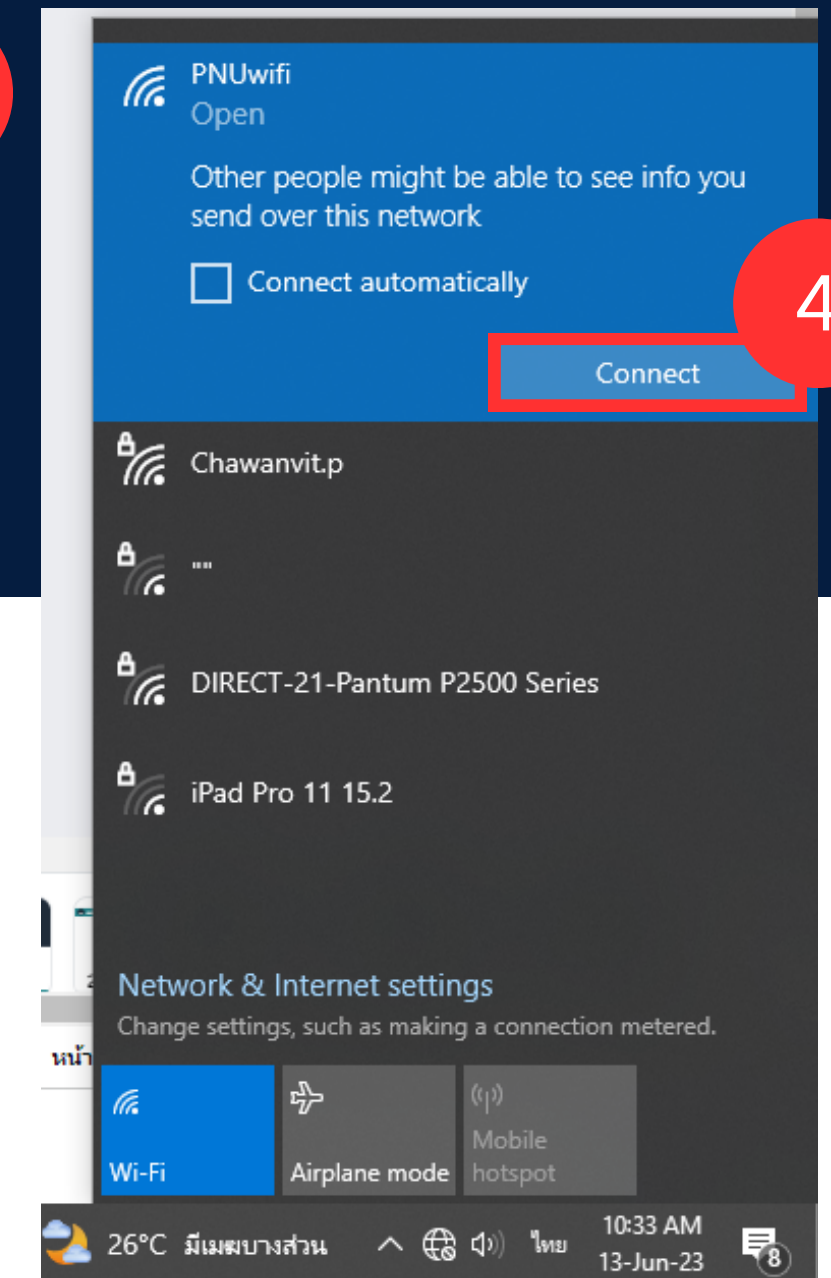 PNUwifi
Open
Other people might be able to see info you
send over this network
Connect automatically
4
Connect
Chawanvit.p
""
DIRECT-21-Pantum P2500 Series
iPad Pro 11 15.2
Network & Internet settings
Change settings, such as making a connection metered.
หน้า
Wi-Fi
Airplane mode
Mobile
hotspot
26°C มีเมฆบางส่วน
ไทย
10:33 AM
13-Jun-23
8